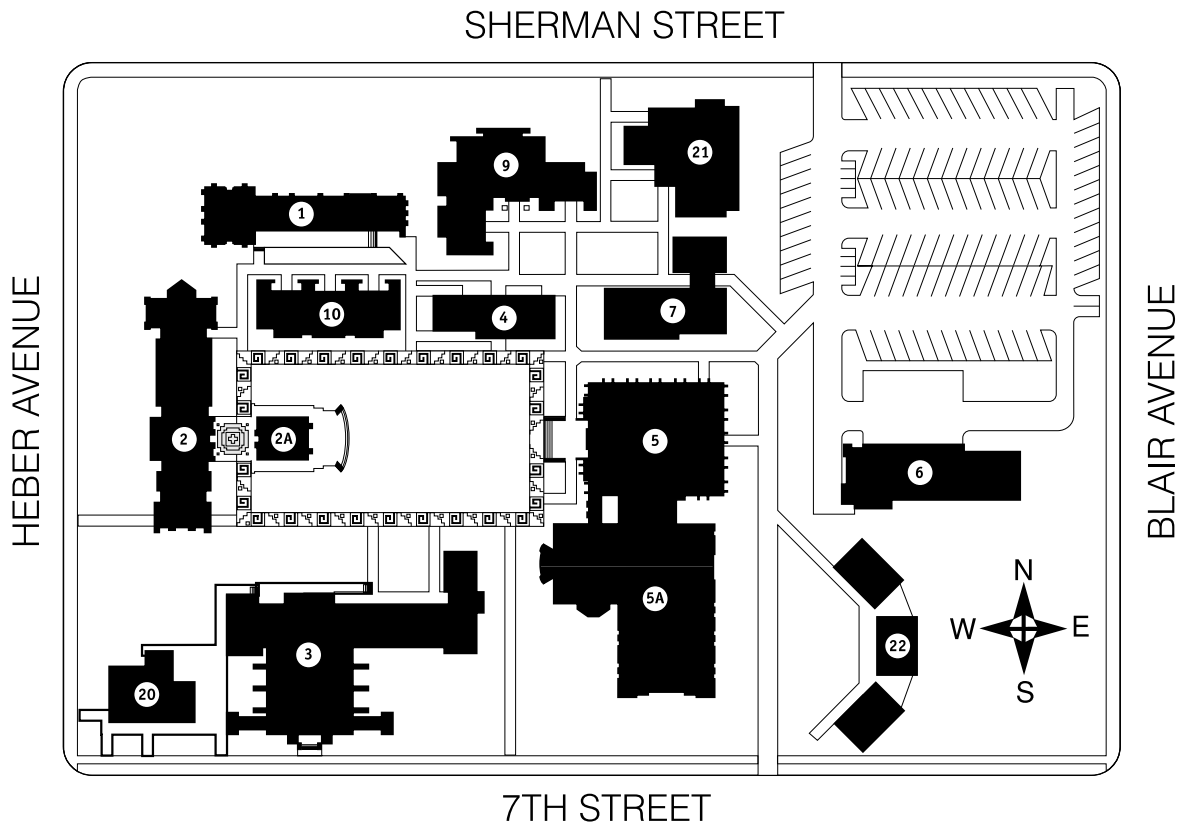 SHERMAN STREET
21
9
1
10
4
7
HEBER AVENUE
BLAIR AVENUE
2
2A
5
6
N
W
E
S
5A
22
3
20
7TH STREET